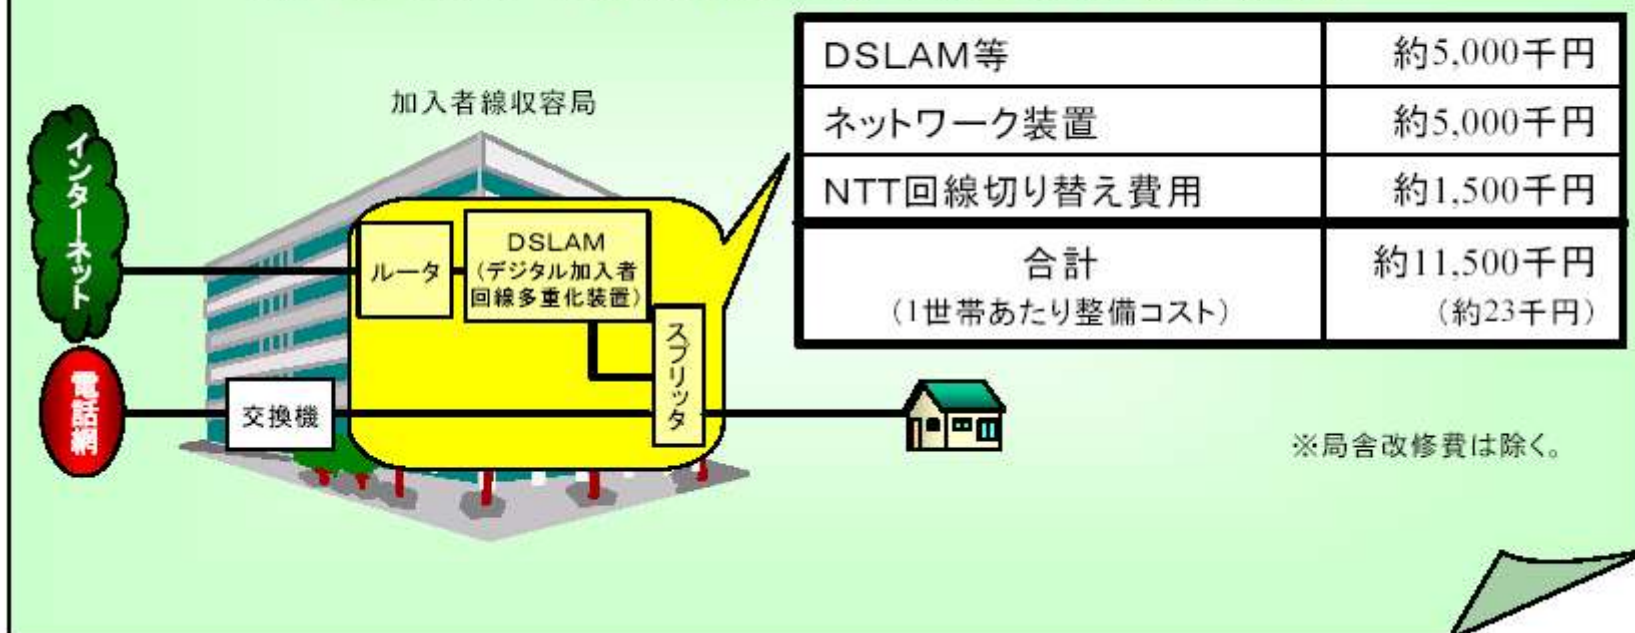 DSLAM等 約5,000千円
ネットワーク装置 約5,000千円
NTT回線切り替え費用 約1,500千円
合計 約11,500千円
(1世帯あたり整備コスト) (約23千円)
加入者線収容局
インターネット
ルータ
DSLAM
(デジタル加入者
回線多重化装置)
スプリッタ
電話網
交換機
※局舎改修費は除く。